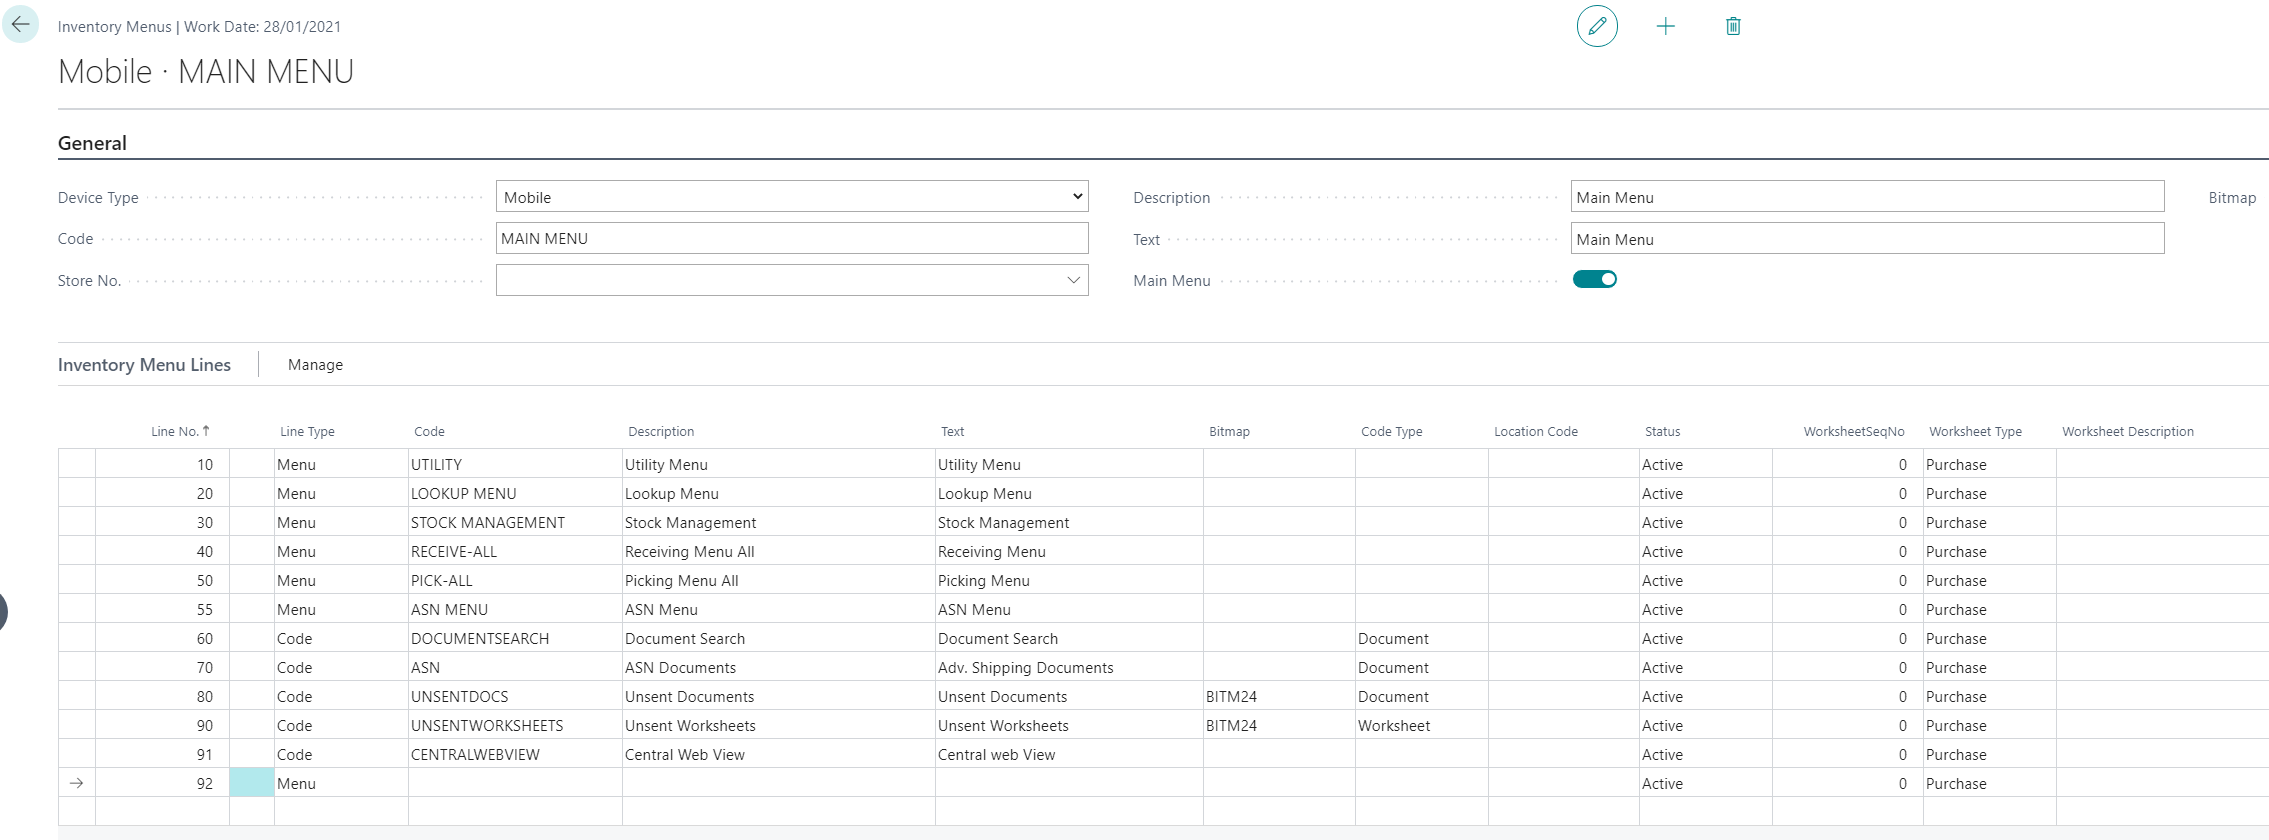 Inventory Menus | Work Date: 28/01/2021
Mobile · MAIN MENU
General
Device Type Mobile Description Main Menu Bitmap
Code MAIN MENU Text Main Menu
Store No. Main Menu
Inventory Menu Lines Manage
Line No. ↑ Line Type Code Description Text Bitmap Code Type Location Code Status WorksheetSeqNo Worksheet Type Worksheet Description
10 Menu UTILITY Utility Menu Utility Menu Active 0 Purchase
20 Menu LOOKUP MENU Lookup Menu Lookup Menu Active 0 Purchase
30 Menu STOCK MANAGEMENT Stock Management Stock Management Active 0 Purchase
40 Menu RECEIVE-ALL Receiving Menu All Receiving Menu Active 0 Purchase
50 Menu PICK-ALL Picking Menu All Picking Menu Active 0 Purchase
55 Menu ASN MENU ASN Menu ASN Menu Active 0 Purchase
60 Code DOCUMENTSEARCH Document Search Document Search Document Active 0 Purchase
70 Code ASN ASN Documents Adv. Shipping Documents Document Active 0 Purchase
80 Code UNSENTDOCS Unsent Documents Unsent Documents BITM24 Document Active 0 Purchase
90 Code UNSENTWORKSHEETS Unsent Worksheets Unsent Worksheets BITM24 Worksheet Active 0 Purchase
91 Code CENTRALWEBVIEW Central Web View Central web View Active 0 Purchase
→ 92 Menu Active 0 Purchase